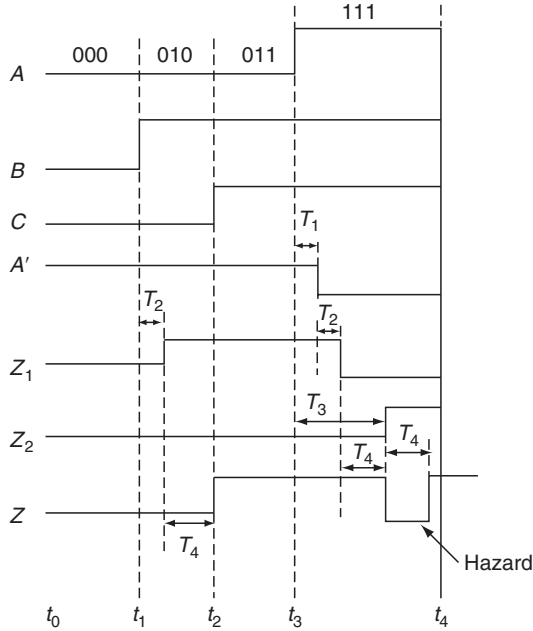 111
000 010 011
A
B
C
T₁
A′
T₂
T₂
Z₁
T₃
Z₂
T₄
T₄
Z
T₄
Hazard
t₀ t₁ t₂ t₃ t₄